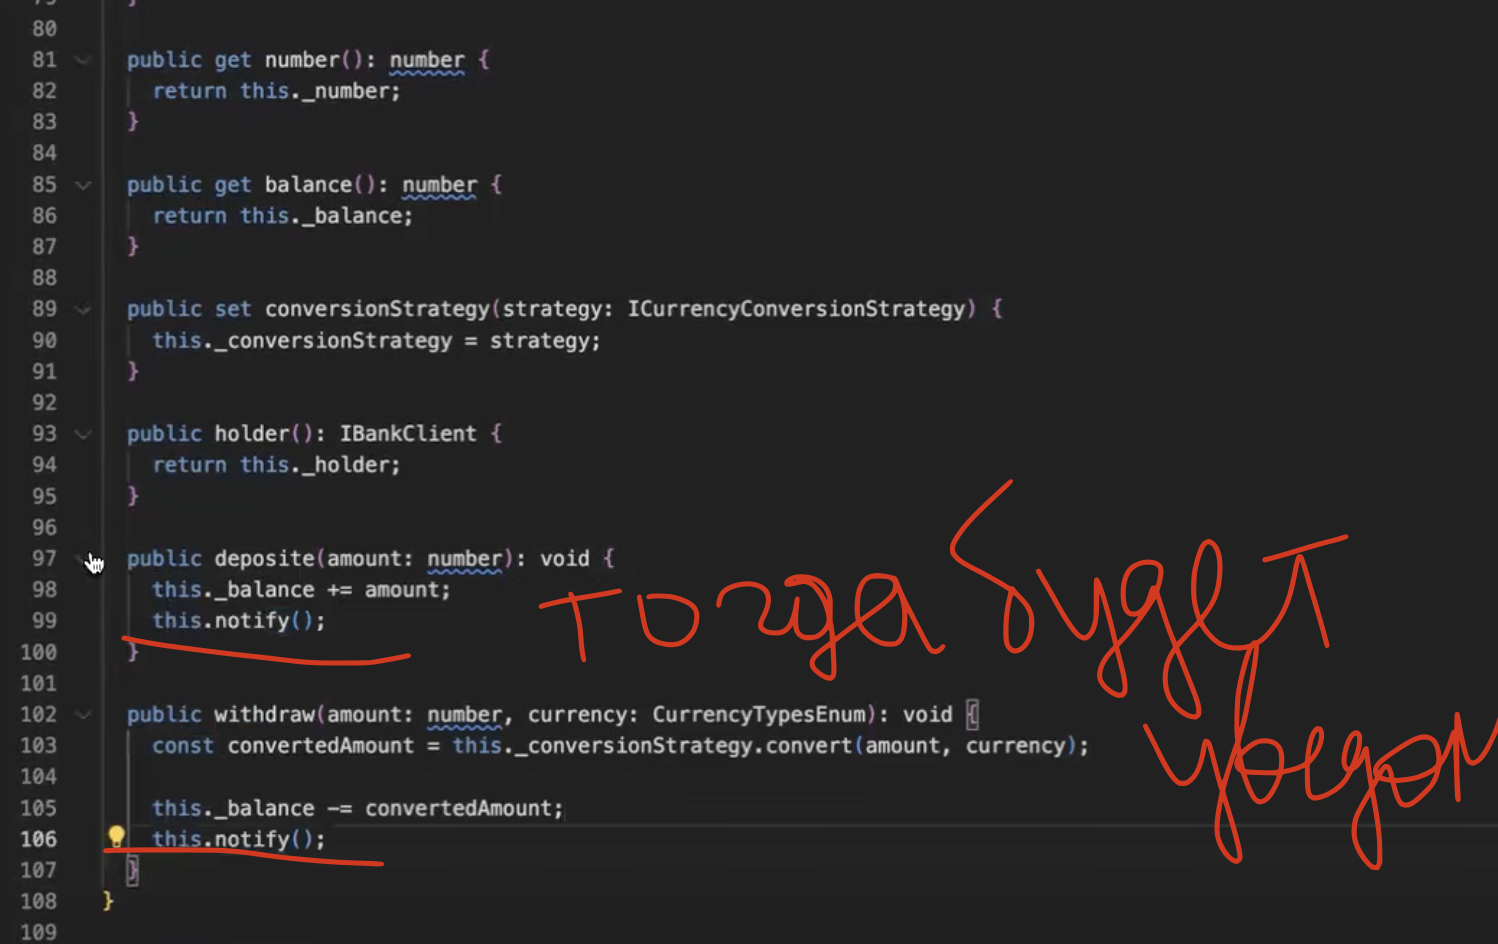 79 }
80
81 public get number(): number {
82 return this._number;
83 }
84
85 public get balance(): number {
86 return this._balance;
87 }
88
89 public set conversionStrategy(strategy: ICurrencyConversionStrategy) {
90 this._conversionStrategy = strategy;
91 }
92
93 public holder(): IBankClient {
94 return this._holder;
95 }
96
97 public deposite(amount: number): void {
98 this._balance += amount;
99 this.notify();
100 }
101
102 public withdraw(amount: number, currency: CurrencyTypesEnum): void {
103 const convertedAmount = this._conversionStrategy.convert(amount, currency);
104
105 this._balance -= convertedAmount;
106 this.notify();
107 }
108 }
109
тогда будет